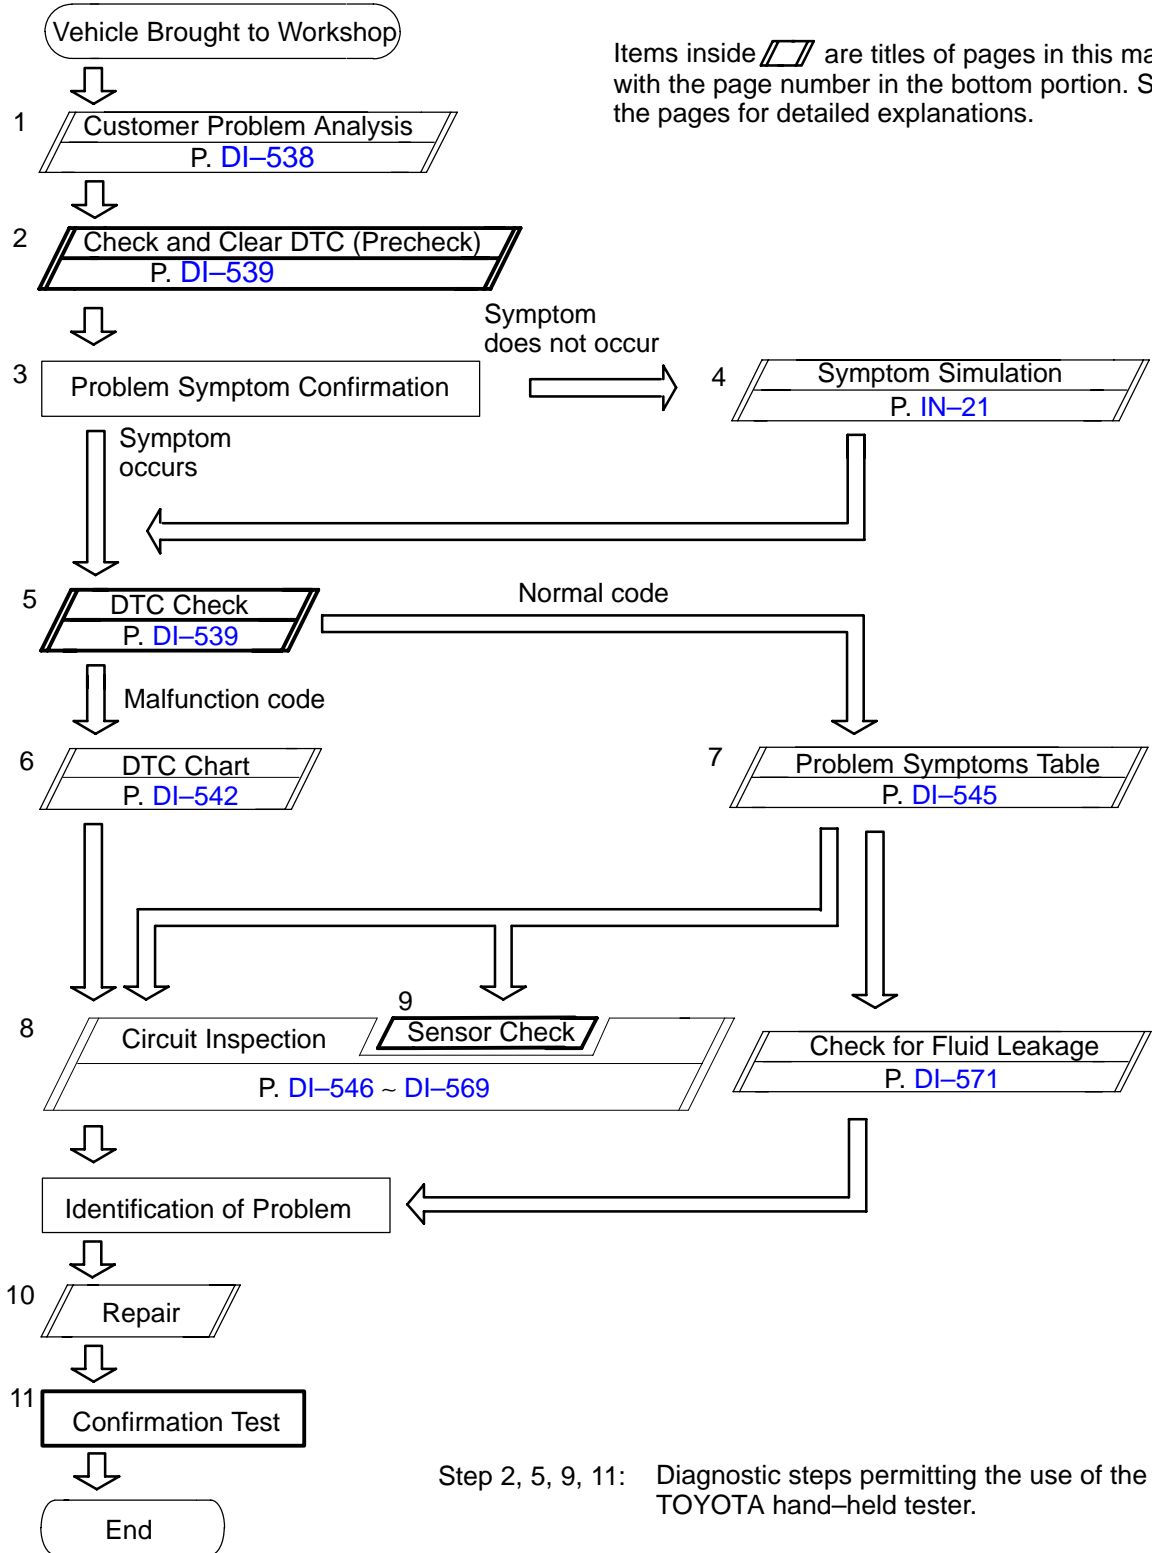 Vehicle Brought to Workshop
Items inside are titles of pages in this
with the page number in the bottom portion.
the pages for detailed explanations.
1
Customer Problem Analysis
P. DI–538
2
Check and Clear DTC (Precheck)
P. DI–539
3
Problem Symptom Confirmation
Symptom
does not occur
4
Symptom Simulation
P. IN–21
Symptom
occurs
5
DTC Check
P. DI–539
Normal code
Malfunction code
6
DTC Chart
P. DI–542
7
Problem Symptoms Table
P. DI–545
8
Circuit Inspection
9
Sensor Check
P. DI–546 ~ DI–569
Check for Fluid Leakage
P. DI–571
Identification of Problem
10
Repair
11
Confirmation Test
End
Step 2, 5, 9, 11: Diagnostic steps permitting the use of the
TOYOTA hand–held tester.